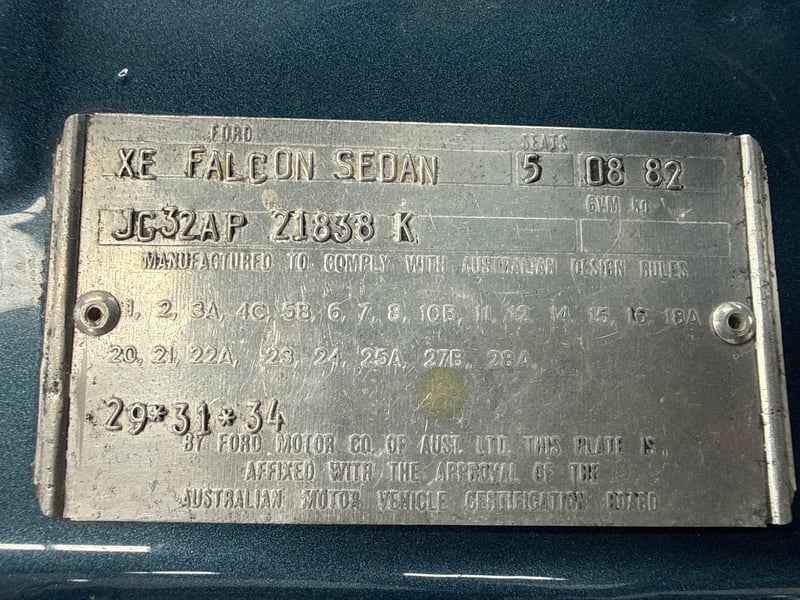 FORD SEATS
XE FALCON SEDAN 5 08 82
GVM kg
JG32AP 21838 K
MANUFACTURED TO COMPLY WITH AUSTRALIAN DESIGN RULES
1, 2, 3A, 4C, 5B, 6, 7, 8, 10B, 11, 12, 14, 15, 16, 18A
20, 21, 22A, 23, 24, 25A, 27B, 28A
29*31*34
BY FORD MOTOR CO. OF AUST. LTD. THIS PLATE IS
AFFIXED WITH THE APPROVAL OF THE
AUSTRALIAN MOTOR VEHICLE CERTIFICATION BOARD